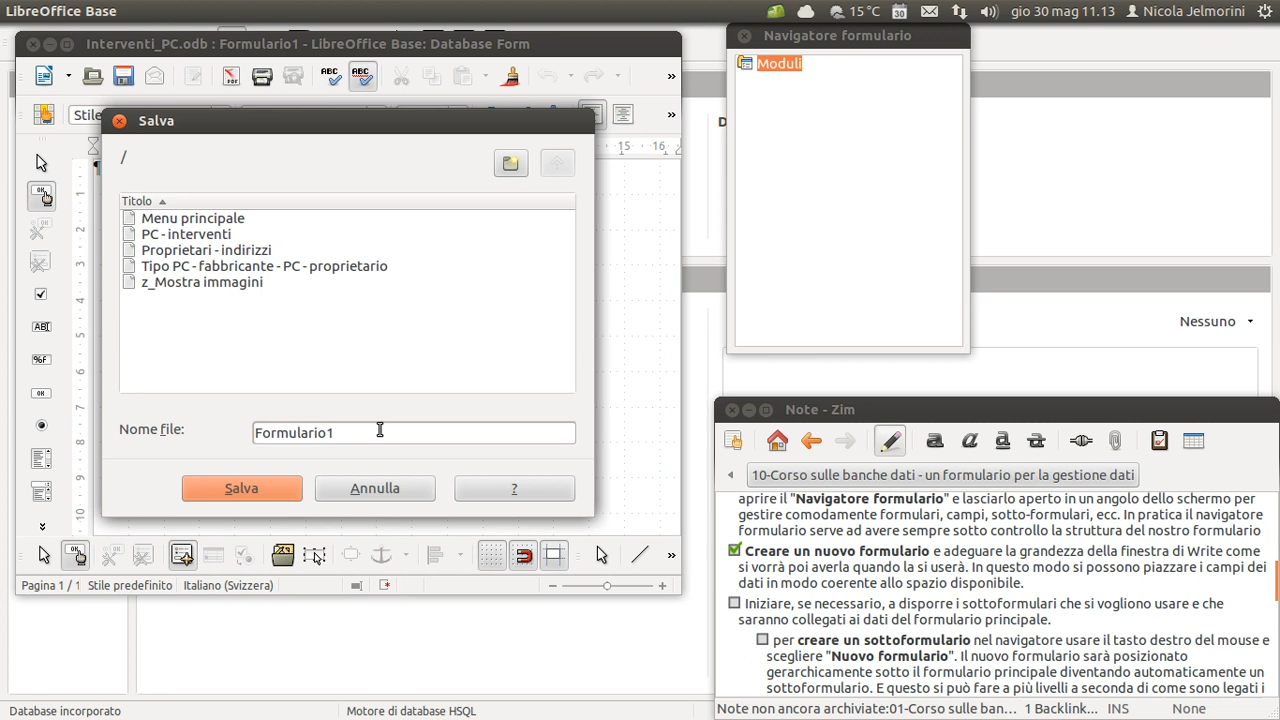 LibreOffice Base
15 °C
30
gio 30 mag 11.13
Nicola Jelmorini
Interventi_PC.odb : Formulario1 - LibreOffice Base: Database Form
Navigatore formulario
Moduli
Stile
Salva
/
15 · 16
Titolo
Menu principale
PC - interventi
Proprietari - indirizzi
Tipo PC - fabbricante - PC - proprietario
z_Mostra immagini
Nome file:
Formulario1
Salva
Annulla
?
Nessuno
Pagina 1 / 1
Stile predefinito
Italiano (Svizzera)
Note - Zim
10-Corso sulle banche dati - un formulario per la gestione dati
aprire il "Navigatore formulario" e lasciarlo aperto in un angolo dello schermo per
gestire comodamente formulari, campi, sotto-formulari, ecc. In pratica il navigatore
formulario serve ad avere sempre sotto controllo la struttura del nostro formulario
Creare un nuovo formulario e adeguare la grandezza della finestra di Write come
si vorrà poi averla quando la si userà. In questo modo si possono piazzare i campi dei
dati in modo coerente allo spazio disponibile.
Iniziare, se necessario, a disporre i sottoformulari che si vogliono usare e che
saranno collegati ai dati del formulario principale.
per creare un sottoformulario nel navigatore usare il tasto destro del mouse e
scegliere "Nuovo formulario". Il nuovo formulario sarà posizionato
gerarchicamente sotto il formulario principale diventando automaticamente un
sottoformulario. E questo si può fare a più livelli a seconda di come sono legati i
Note non ancora archiviate:01-Corso sulle ban...
1 Backlink...
INS
None
Database incorporato
Motore di database HSQL